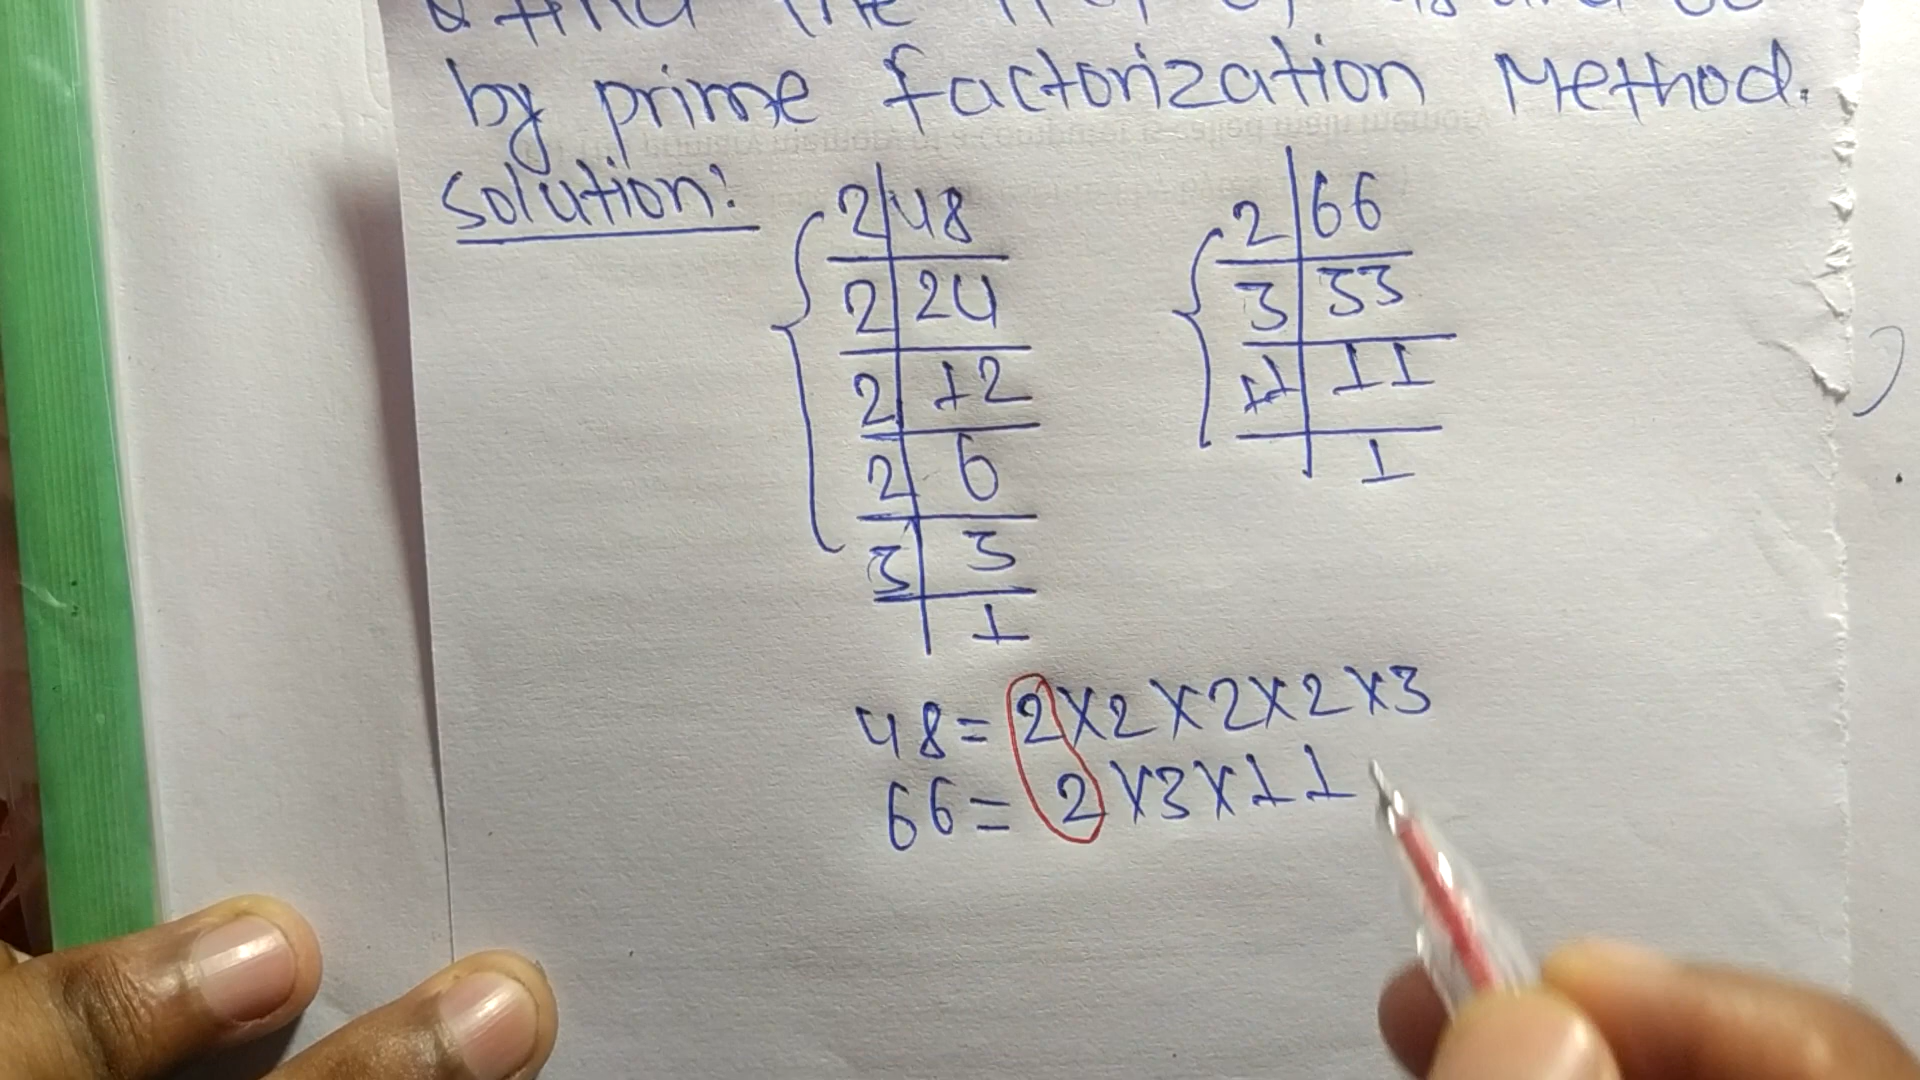 by prime factorization Method.
Solution:
2 48
2 24
2 12
2 6
3 3
1
2 66
3 33
11 11
1
48 = 2 X 2 X 2 X 2 X 3
66 = 2 X 3 X 11